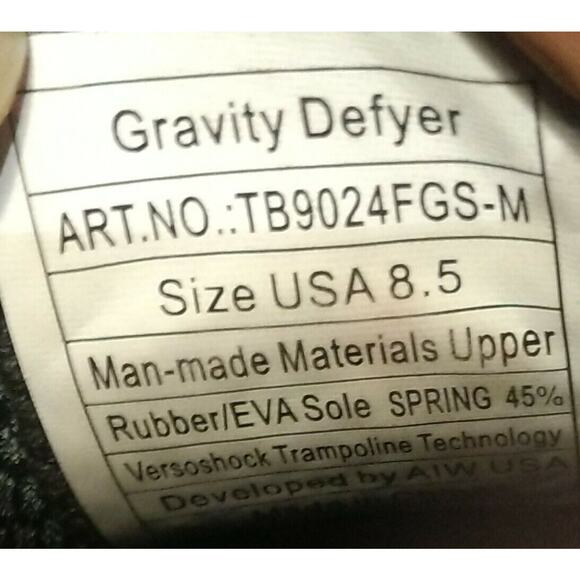 Gravity Defyer
ART.NO.:TB9024FGS-M
Size USA 8.5
Man-made Materials Upper
Rubber/EVA Sole SPRING 45%
Versoshock Trampoline Technology
Developed by AIW USA